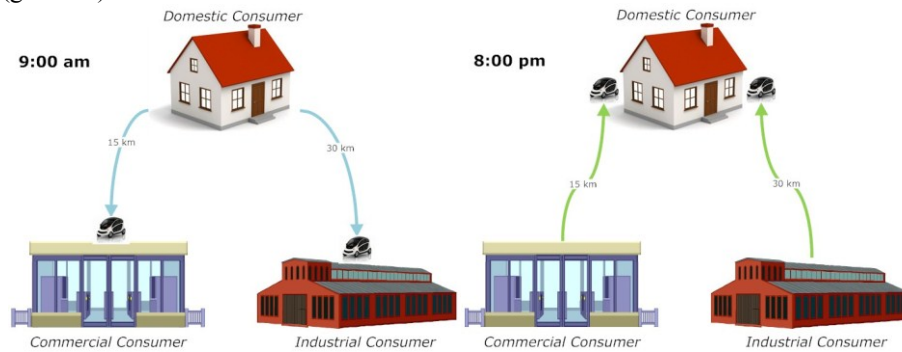 Domestic Consumer
9:00 am
15 km
30 km
Commercial Consumer
Industrial Consumer
Domestic Consumer
8:00 pm
15 km
30 km
Commercial Consumer
Industrial Consumer